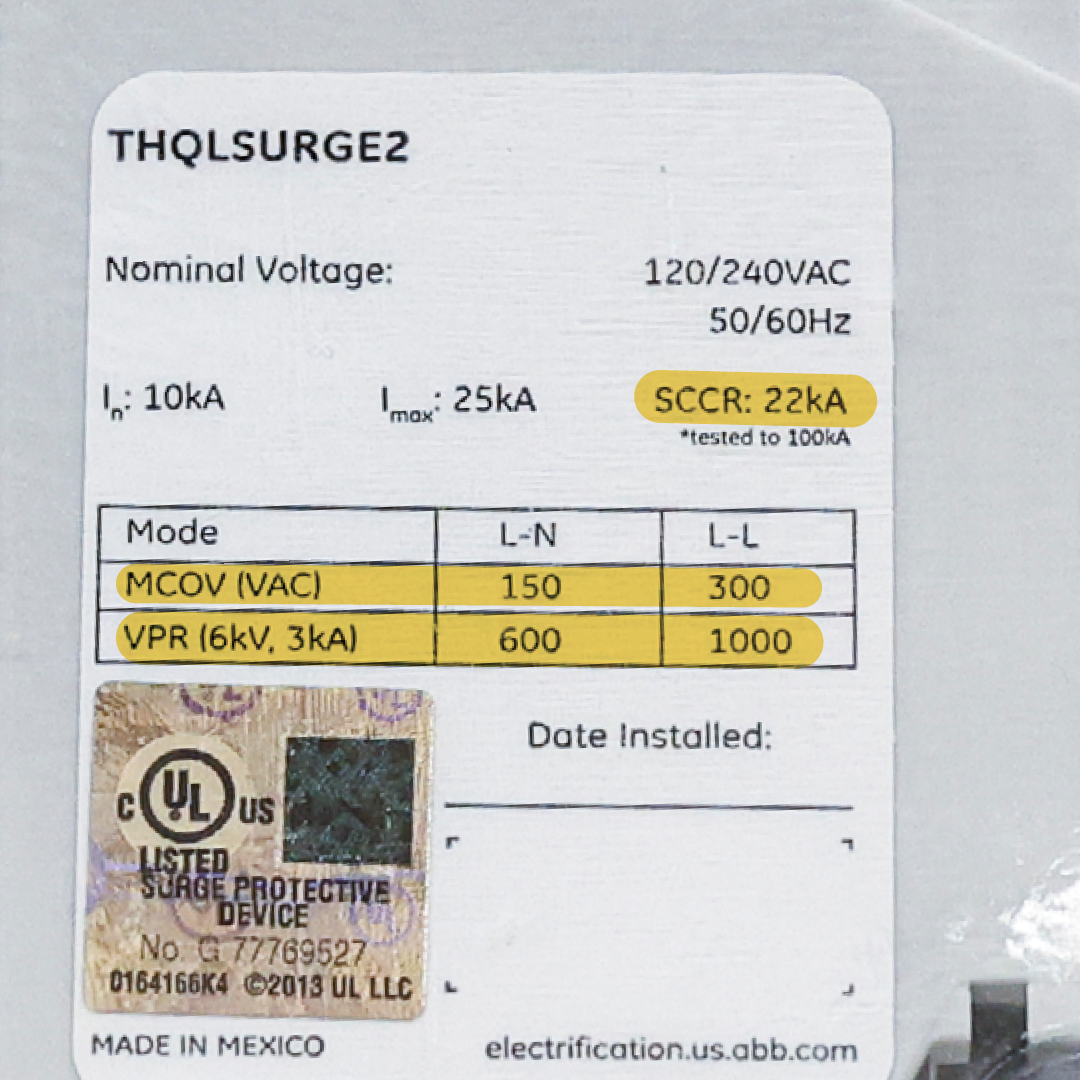 THQLSURGE2
Nominal Voltage: 120/240VAC
50/60Hz
In: 10kA Imax: 25kA SCCR: 22kA
*tested to 100kA
Mode L-N L-L
MCOV (VAC) 150 300
VPR (6kV, 3kA) 600 1000
Date Installed:
C UL US
LISTED
SURGE PROTECTIVE
DEVICE
No. G 77769527
0164166K4 ©2013 UL LLC
MADE IN MEXICO electrification.us.abb.com